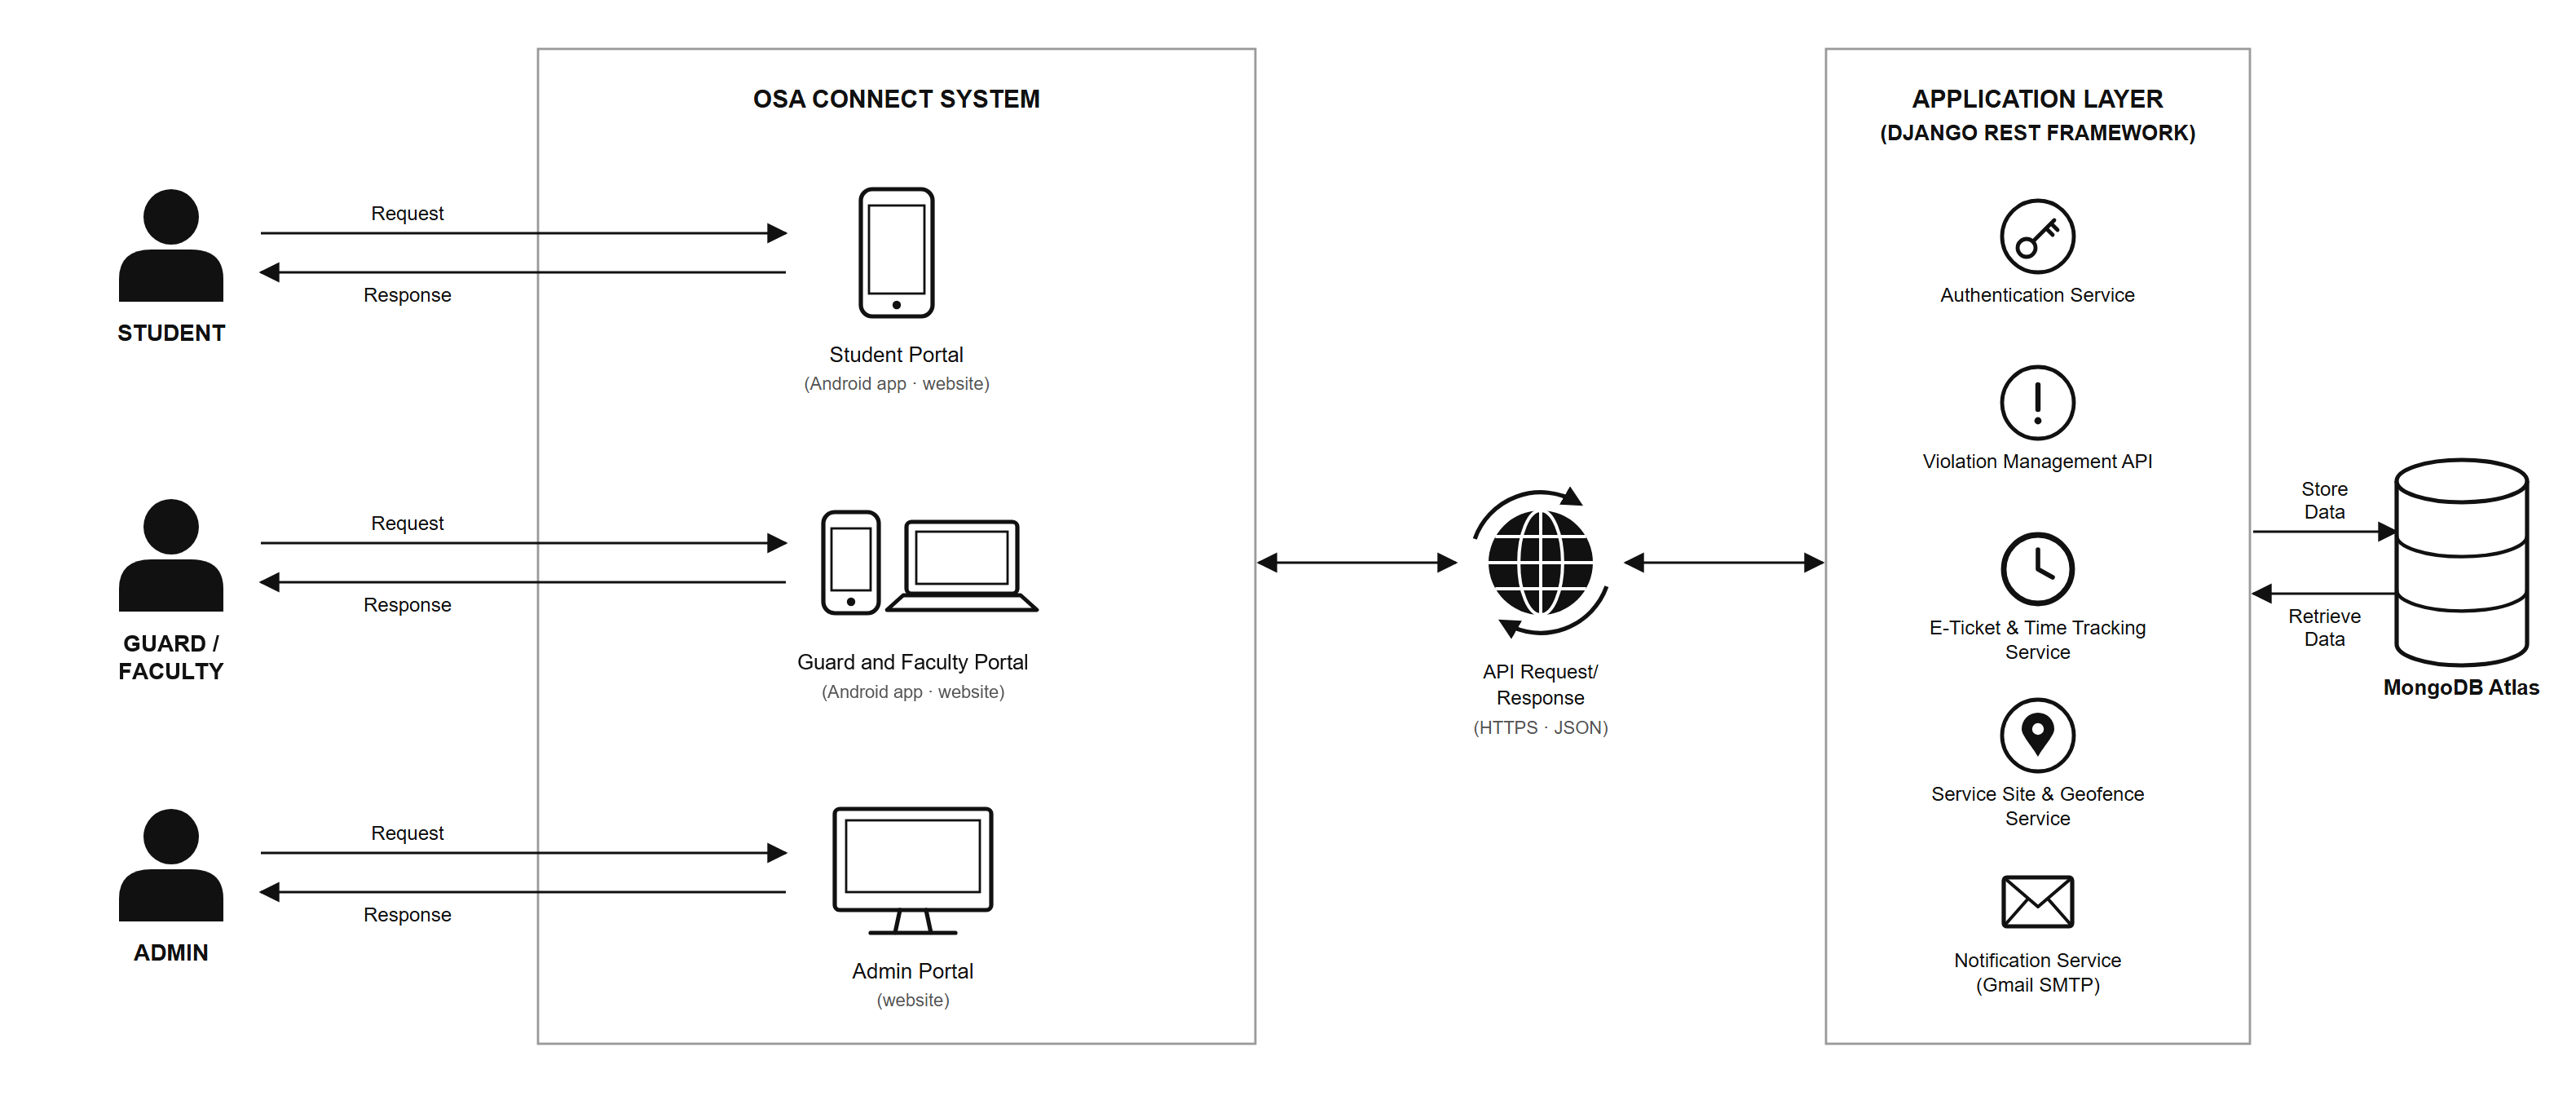 OSA CONNECT SYSTEM
APPLICATION LAYER
(DJANGO REST FRAMEWORK)
Request
Response
STUDENT
Student Portal
(Android app · website)
Request
Response
GUARD /
FACULTY
Guard and Faculty Portal
(Android app · website)
Request
Response
ADMIN
Admin Portal
(website)
API Request/
Response
(HTTPS · JSON)
Authentication Service
Violation Management API
E-Ticket & Time Tracking
Service
Service Site & Geofence
Service
Notification Service
(Gmail SMTP)
Store
Data
Retrieve
Data
MongoDB Atlas